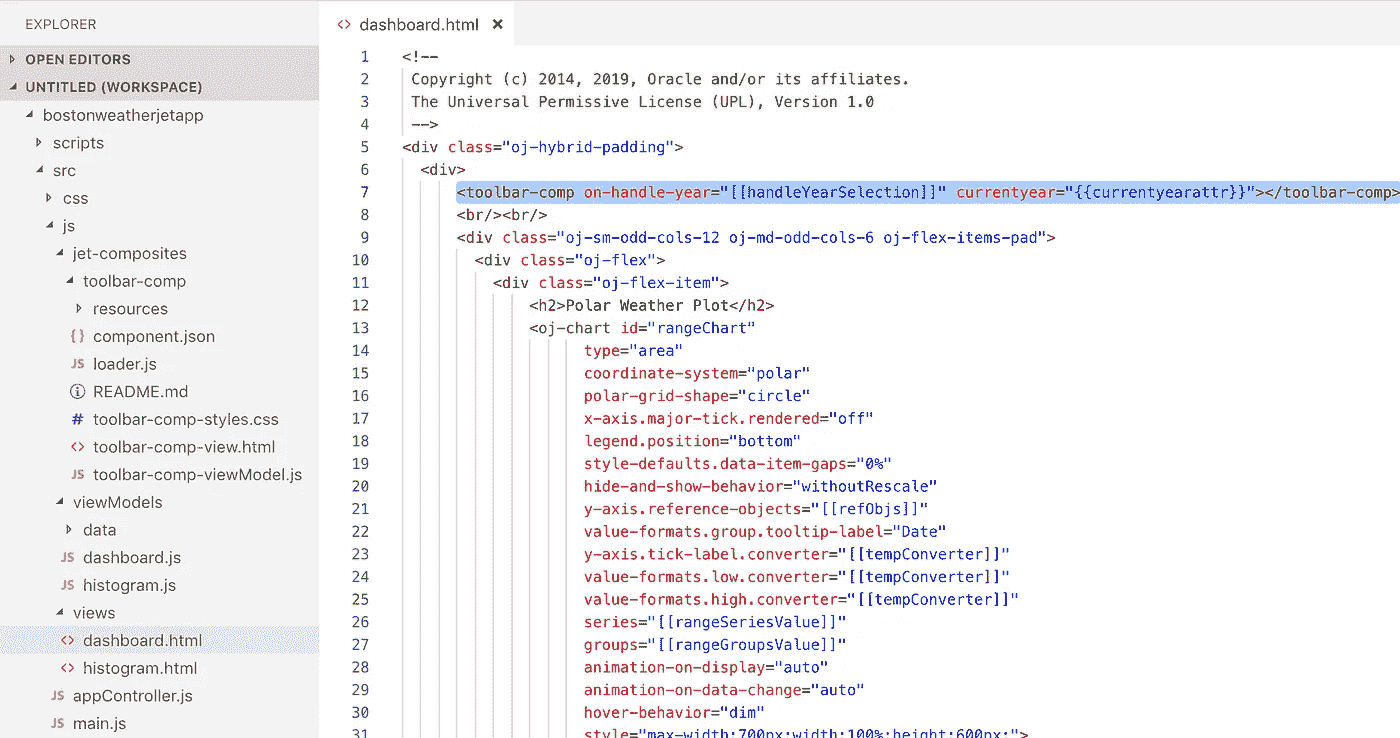 EXPLORER
OPEN EDITORS
UNTITLED (WORKSPACE)
bostonweatherjetapp
scripts
src
css
js
jet-composites
toolbar-comp
resources
{} component.json
JS loader.js
README.md
# toolbar-comp-styles.css
<> toolbar-comp-view.html
JS toolbar-comp-viewModel.js
viewModels
data
JS dashboard.js
JS histogram.js
views
<> dashboard.html
<> histogram.html
JS appController.js
JS main.js
<> dashboard.html ×
1 <!--
2 Copyright (c) 2014, 2019, Oracle and/or its affiliates.
3 The Universal Permissive License (UPL), Version 1.0
4 -->
5 <div class="oj-hybrid-padding">
6 <div>
7 <toolbar-comp on-handle-year="[[handleYearSelection]]" currentyear="{{currentyearattr}}"></toolbar-comp>
8 <br/><br/>
9 <div class="oj-sm-odd-cols-12 oj-md-odd-cols-6 oj-flex-items-pad">
10 <div class="oj-flex">
11 <div class="oj-flex-item">
12 <h2>Polar Weather Plot</h2>
13 <oj-chart id="rangeChart"
14 type="area"
15 coordinate-system="polar"
16 polar-grid-shape="circle"
17 x-axis.major-tick.rendered="off"
18 legend.position="bottom"
19 style-defaults.data-item-gaps="0%"
20 hide-and-show-behavior="withoutRescale"
21 y-axis.reference-objects="[[refObjs]]"
22 value-formats.group.tooltip-label="Date"
23 y-axis.tick-label.converter="[[tempConverter]]"
24 value-formats.low.converter="[[tempConverter]]"
25 value-formats.high.converter="[[tempConverter]]"
26 series="[[rangeSeriesValue]]"
27 groups="[[rangeGroupsValue]]"
28 animation-on-display="auto"
29 animation-on-data-change="auto"
30 hover-behavior="dim"
31 style="max-width:700px;width:100%;height:600px;">